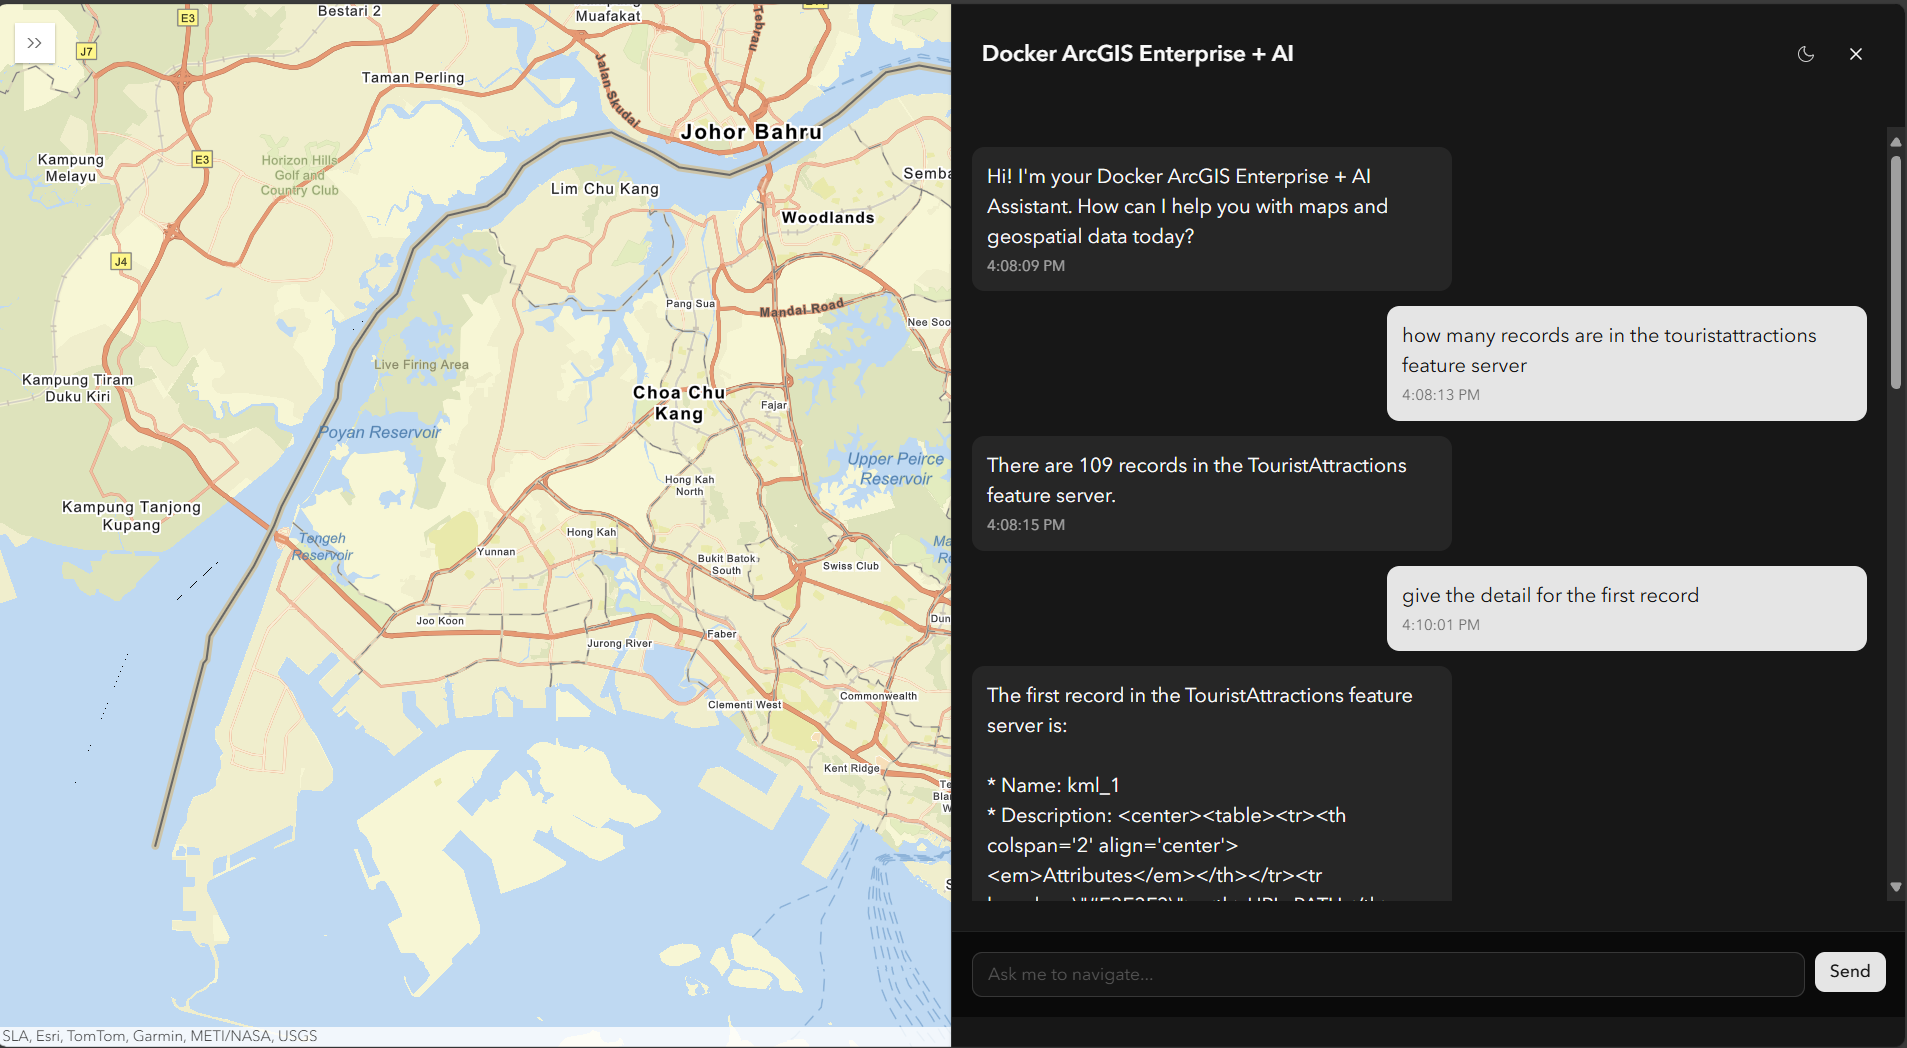 E3
Bestari 2
Muafakat
Tebrau
J7
Taman Perling
Jalan Skudai
Johor Bahru
Kampung
Melayu
E3
Horizon Hills
Golf and
Country Club
Lim Chu Kang
Semba
Woodlands
J4
Pang Sua
Mandai Road
Nee Soo
Live Firing Area
Kampung Tiram
Duku Kiri
Choa Chu
Kang
Fajar
Poyan Reservoir
Upper Peirce
Reservoir
Hong Kah
North
Kampung Tanjong
Kupang
Tengeh
Reservoir
Yunnan
Hong Kah
Bukit Batok
South
Swiss Club
Joo Koon
Jurong River
Faber
Dun
Commonwealth
Clementi West
Kent Ridge
SLA, Esri, TomTom, Garmin, METI/NASA, USGS
Docker ArcGIS Enterprise + AI
Hi! I'm your Docker ArcGIS Enterprise + AI
Assistant. How can I help you with maps and
geospatial data today?
4:08:09 PM
how many records are in the touristattractions
feature server
4:08:13 PM
There are 109 records in the TouristAttractions
feature server.
4:08:15 PM
give the detail for the first record
4:10:01 PM
The first record in the TouristAttractions feature
server is:
* Name: kml_1
* Description: <center><table><tr><th
colspan='2' align='center'>
<em>Attributes</em></th></tr><tr
Ask me to navigate...
Send